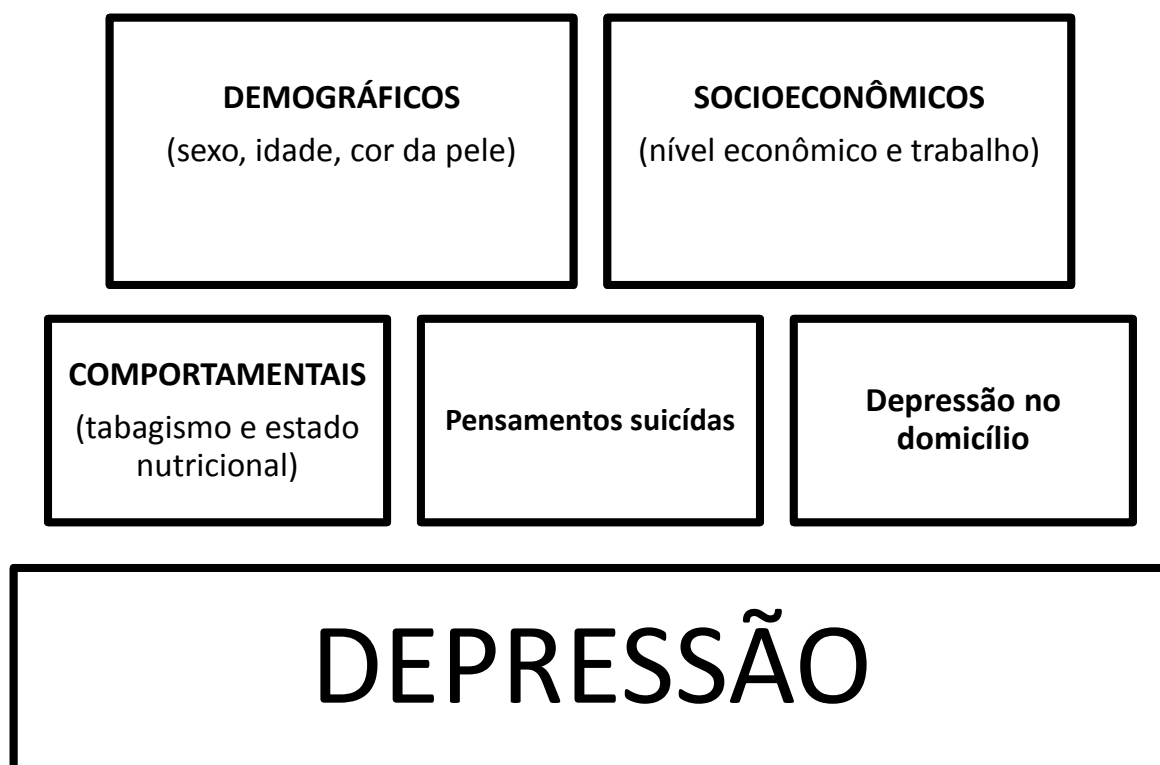 DEMOGRÁFICOS
(sexo, idade, cor da pele)
SOCIOECONÔMICOS
(nível econômico e trabalho)
COMPORTAMENTAIS
(tabagismo e estado
nutricional)
Pensamentos suicídas
Depressão no
domicílio
DEPRESSÃO